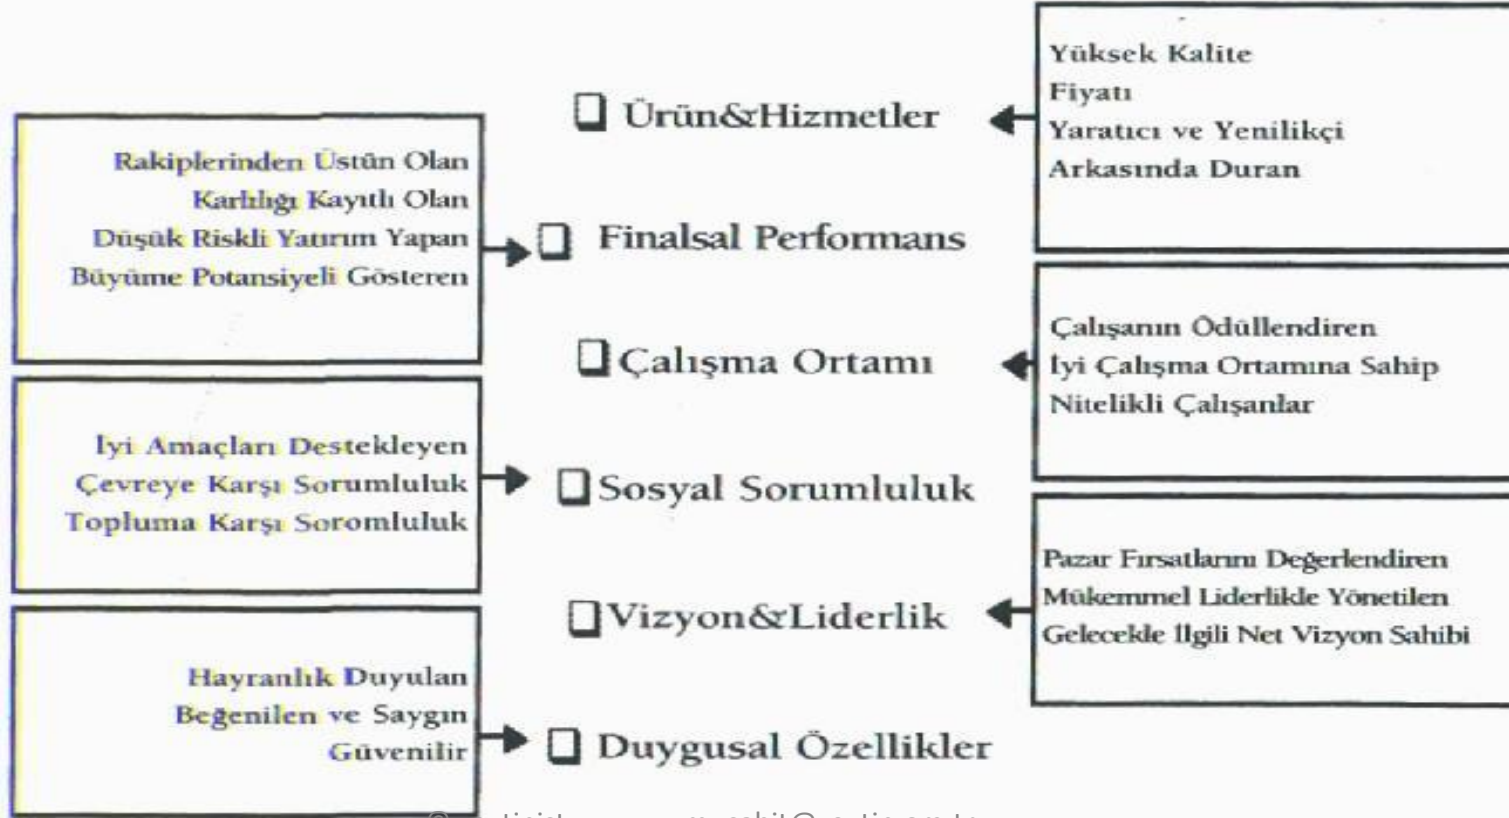 Yüksek Kalite
Fiyatı
Yaratıcı ve Yenilikçi
Arkasında Duran
Ürün&Hizmetler
Rakiplerinden Üstün Olan
Karlılığı Kayıtlı Olan
Düşük Riskli Yatırım Yapan
Büyüme Potansiyeli Gösteren
Finalsal Performans
Çalışanın Ödüllendiren
İyi Çalışma Ortamına Sahip
Nitelikli Çalışanlar
Çalışma Ortamı
İyi Amaçları Destekleyen
Çevreye Karşı Sorumluluk
Topluma Karşı Soromluluk
Sosyal Sorumluluk
Pazar Fırsatlarını Değerlendiren
Mükemmel Liderlikle Yönetilen
Gelecekle İlgili Net Vizyon Sahibi
Vizyon&Liderlik
Hayranlık Duyulan
Beğenilen ve Saygın
Güvenilir
Duygusal Özellikler